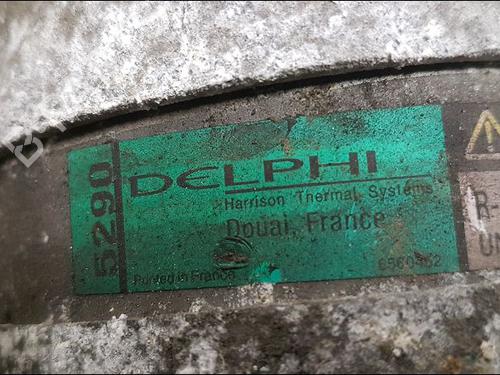 5290
DELPHI
Harrison Thermal Systems
Douai, France
Printed in France
R-